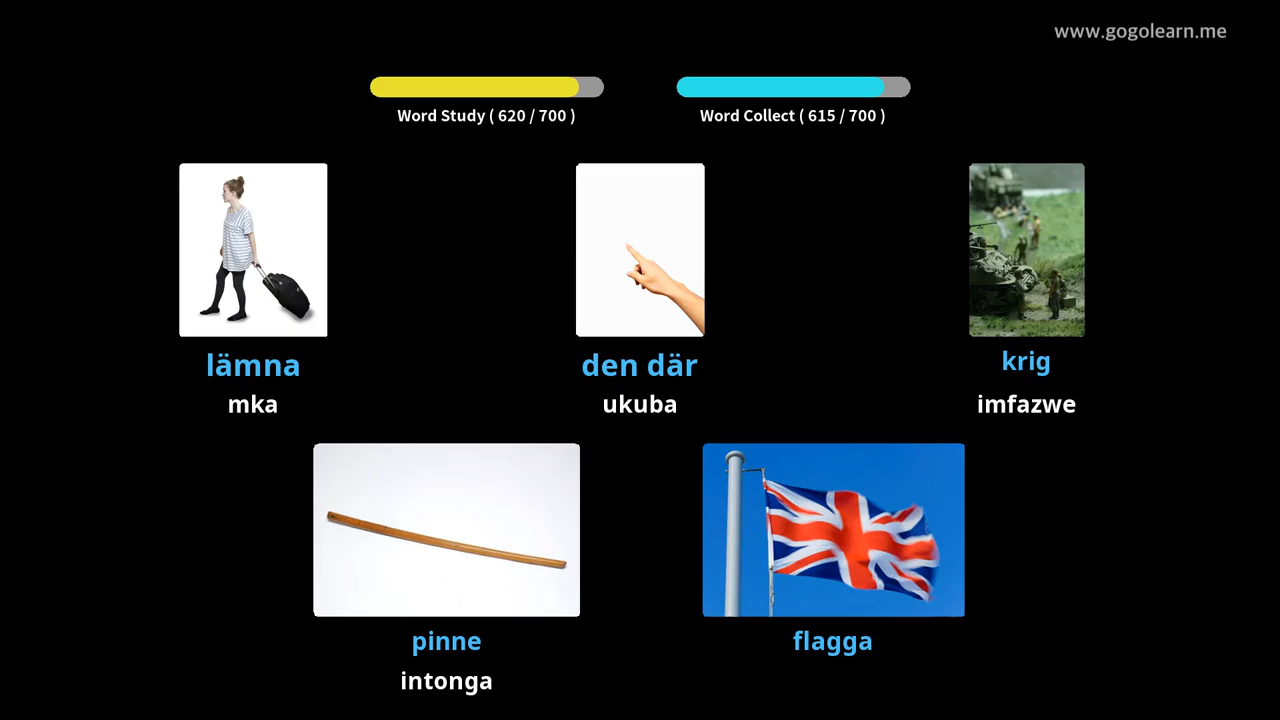 www.gogolearn.me
Word Study ( 620 / 700 )
Word Collect ( 615 / 700 )
lämna
mka
den där
ukuba
krig
imfazwe
pinne
intonga
flagga